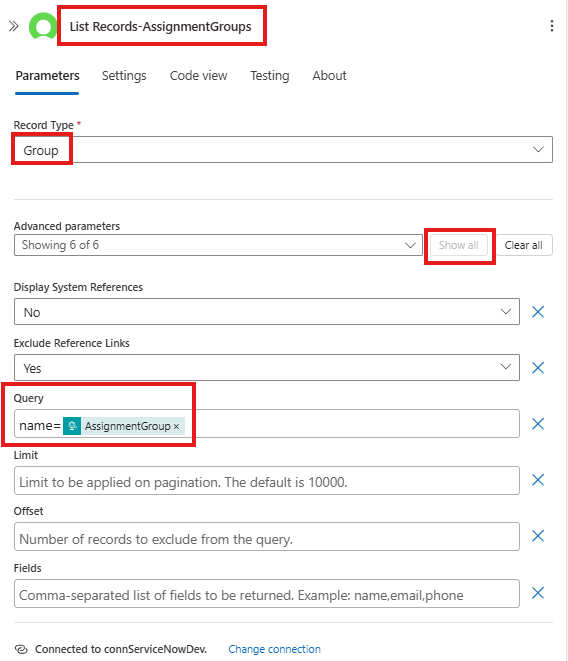 List Records-AssignmentGroups
Parameters Settings Code view Testing About
Record Type *
Group
Advanced parameters
Showing 6 of 6 Show all Clear all
Display System References
No
Exclude Reference Links
Yes
Query
name= AssignmentGroup ×
Limit
Limit to be applied on pagination. The default is 10000.
Offset
Number of records to exclude from the query.
Fields
Comma-separated list of fields to be returned. Example: name,email,phone
Connected to connServiceNowDev. Change connection